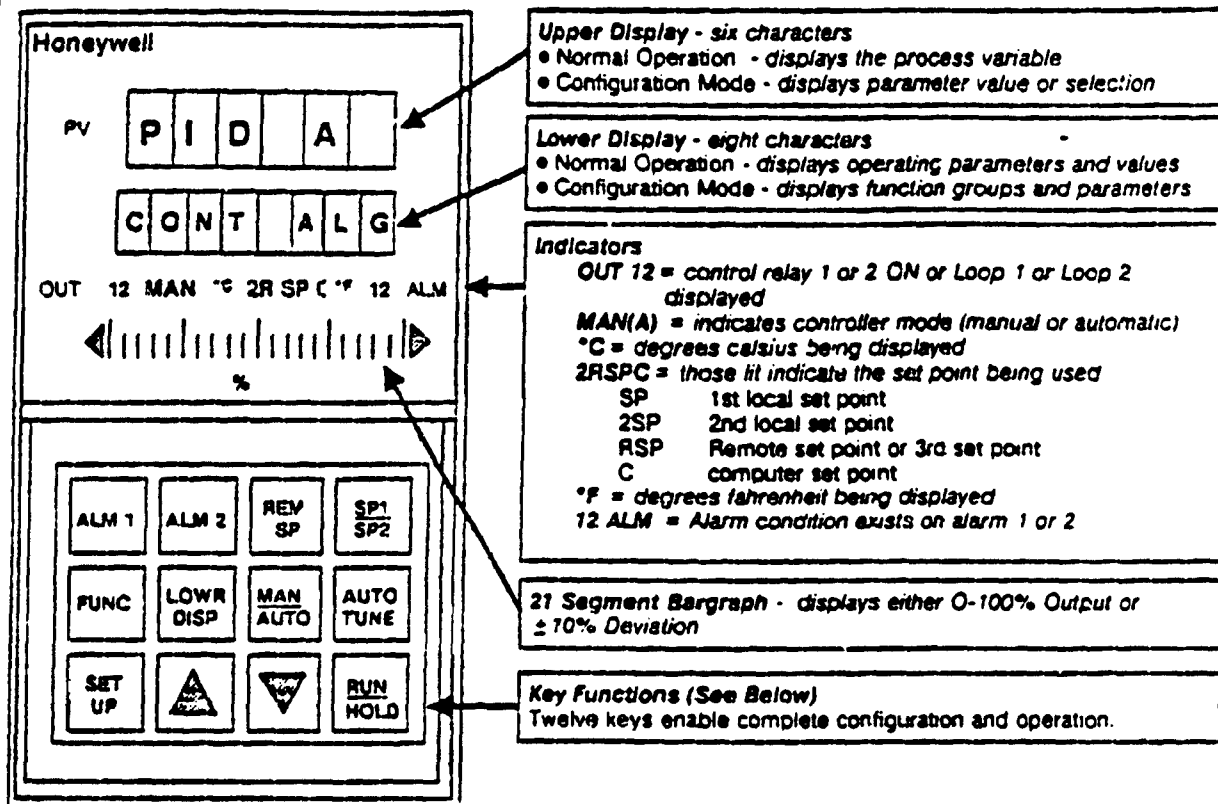 Honeywell
PV PID A
CONT ALG
OUT 12 MAN °C 2R SP C °F 12 ALM
%
ALM 1 ALM 2 REM SP SP1 SP2
FUNC LOWR DISP MAN AUTO AUTO TUNE
SET UP RUN HOLD
Upper Display - six characters
• Normal Operation - displays the process variable
• Configuration Mode - displays parameter value or selection
Lower Display - eight characters
• Normal Operation - displays operating parameters and values
• Configuration Mode - displays function groups and parameters
Indicators
OUT 12 = control relay 1 or 2 ON or Loop 1 or Loop 2
displayed
MAN(A) = indicates controller mode (manual or automatic)
°C = degrees calsius being displayed
2RSPC = those lit indicate the set point being used
SP 1st local set point
2SP 2nd local set point
RSP Remote set point or 3rd set point
C computer set point
°F = degrees fahrenheit being displayed
12 ALM = Alarm condition exists on alarm 1 or 2
21 Segment Bargraph - displays either 0-100% Output or
±10% Deviation
Key Functions (See Below)
Twelve keys enable complete configuration and operation.